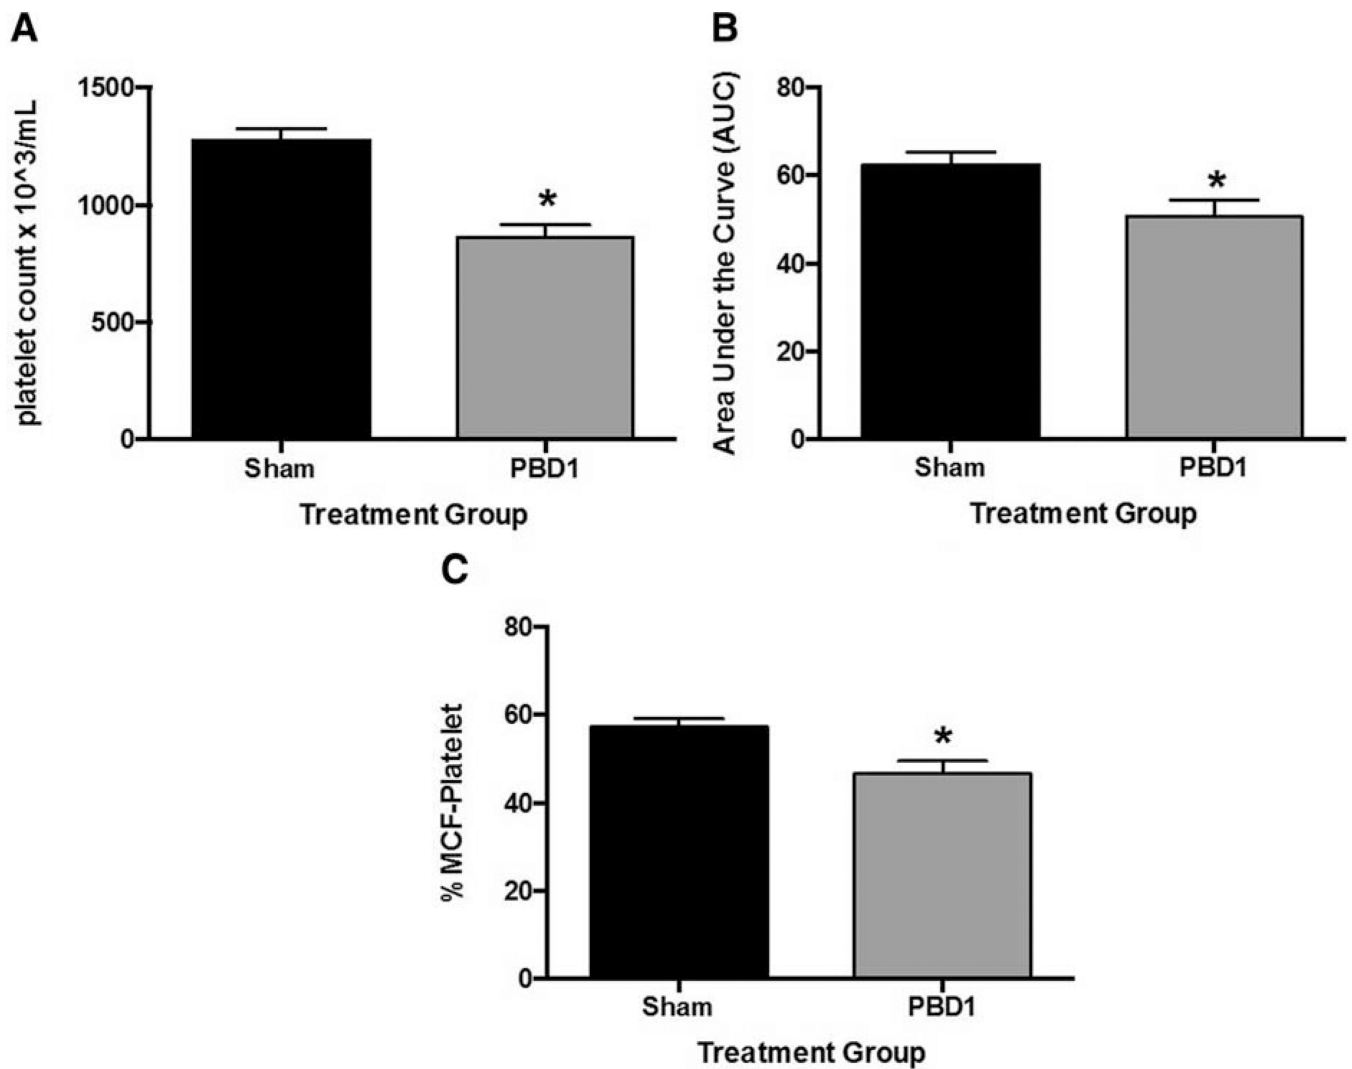 A
1500
1000
500
0
platelet count x 10^3/mL
*
Sham PBD1
Treatment Group
B
80
60
40
20
0
Area Under the Curve (AUC)
*
Sham PBD1
Treatment Group
C
80
60
40
20
0
% MCF-Platelet
*
Sham PBD1
Treatment Group